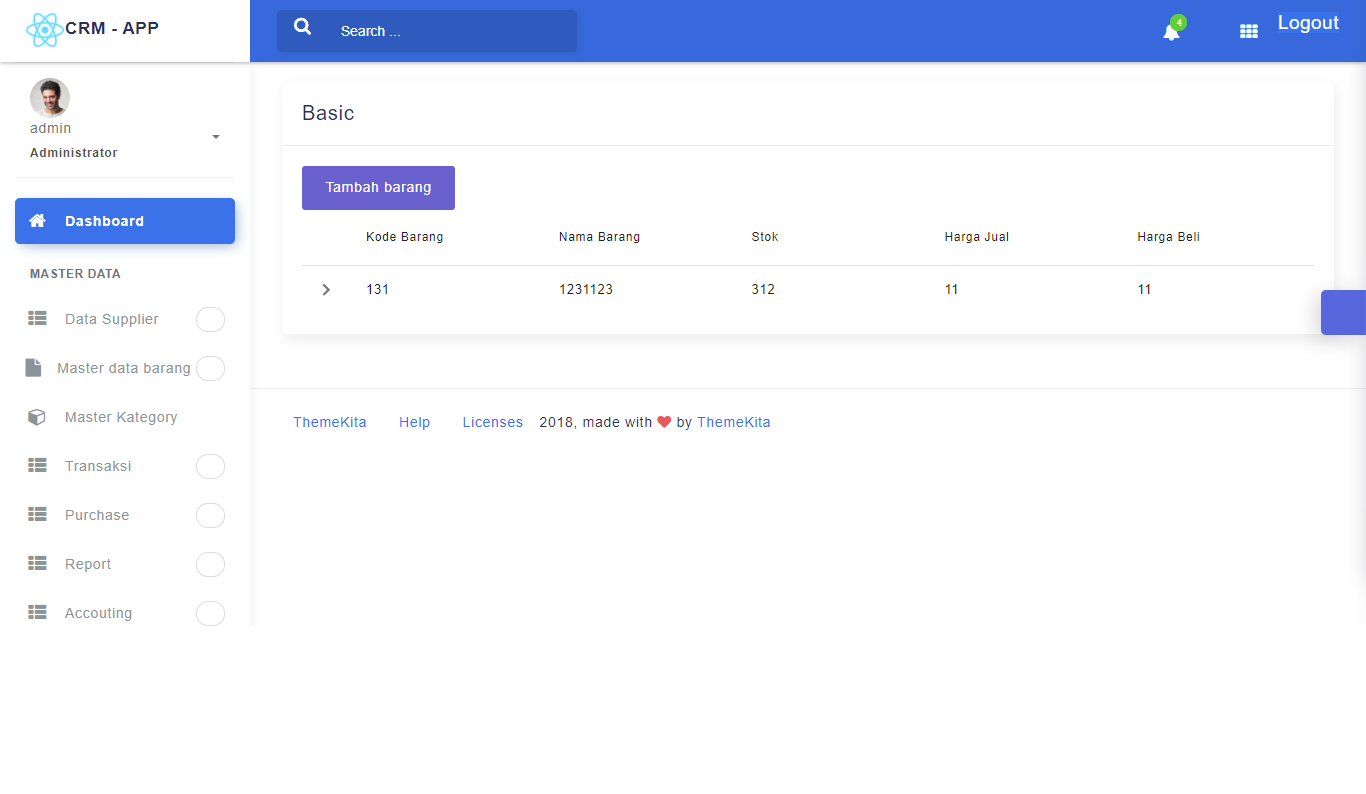 CRM - APP
Search ...
4
Logout
admin
Administrator
Dashboard
MASTER DATA
Data Supplier
Master data barang
Master Kategory
Transaksi
Purchase
Report
Accouting
Basic
Tambah barang
Kode Barang Nama Barang Stok Harga Jual Harga Beli
131 1231123 312 11 11
ThemeKita Help Licenses 2018, made with by ThemeKita